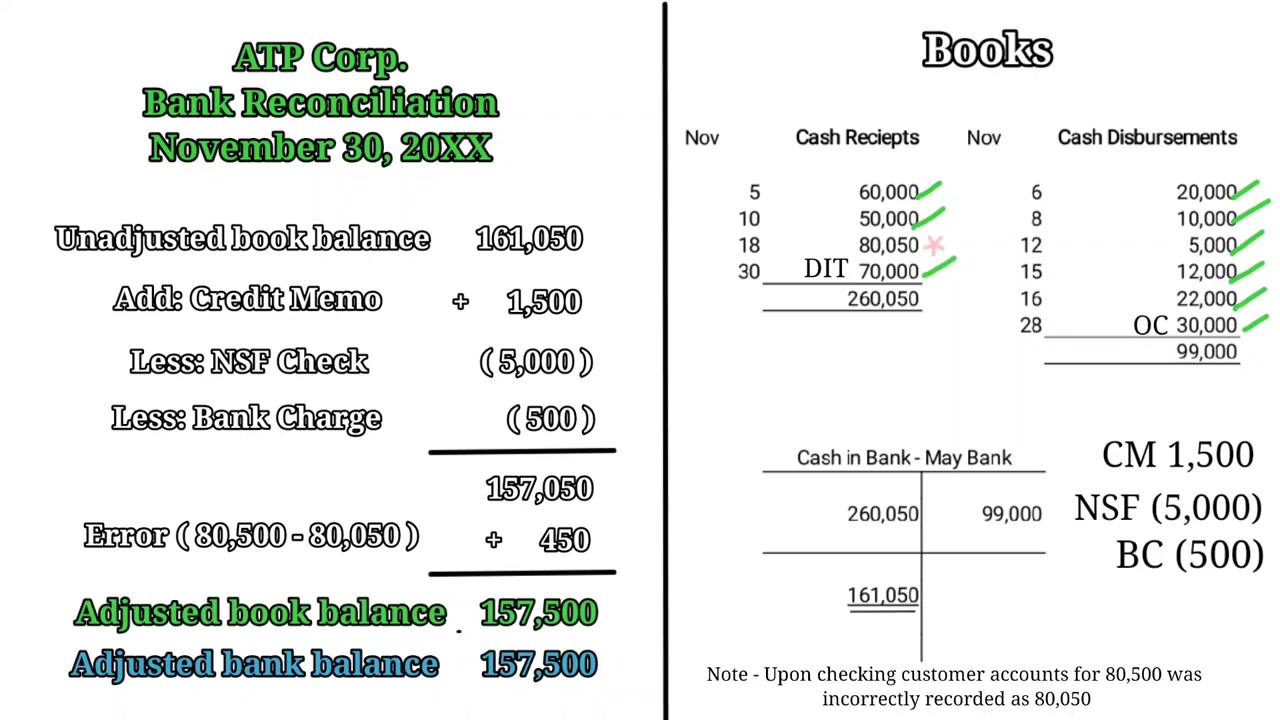 ATP Corp.
Bank Reconciliation
November 30, 20XX
Unadjusted book balance 161,050
Add: Credit Memo + 1,500
Less: NSF Check ( 5,000 )
Less: Bank Charge ( 500 )
157,050
Error ( 80,500 - 80,050 ) + 450
Adjusted book balance 157,500
Adjusted bank balance 157,500
Books
Nov Cash Reciepts Nov Cash Disbursements
5 60,000 6 20,000
10 50,000 8 10,000
18 80,050 12 5,000
30 DIT 70,000 15 12,000
260,050 16 22,000
28 OC 30,000
99,000
Cash in Bank - May Bank
260,050 99,000
161,050
CM 1,500
NSF (5,000)
BC (500)
Note - Upon checking customer accounts for 80,500 was
incorrectly recorded as 80,050